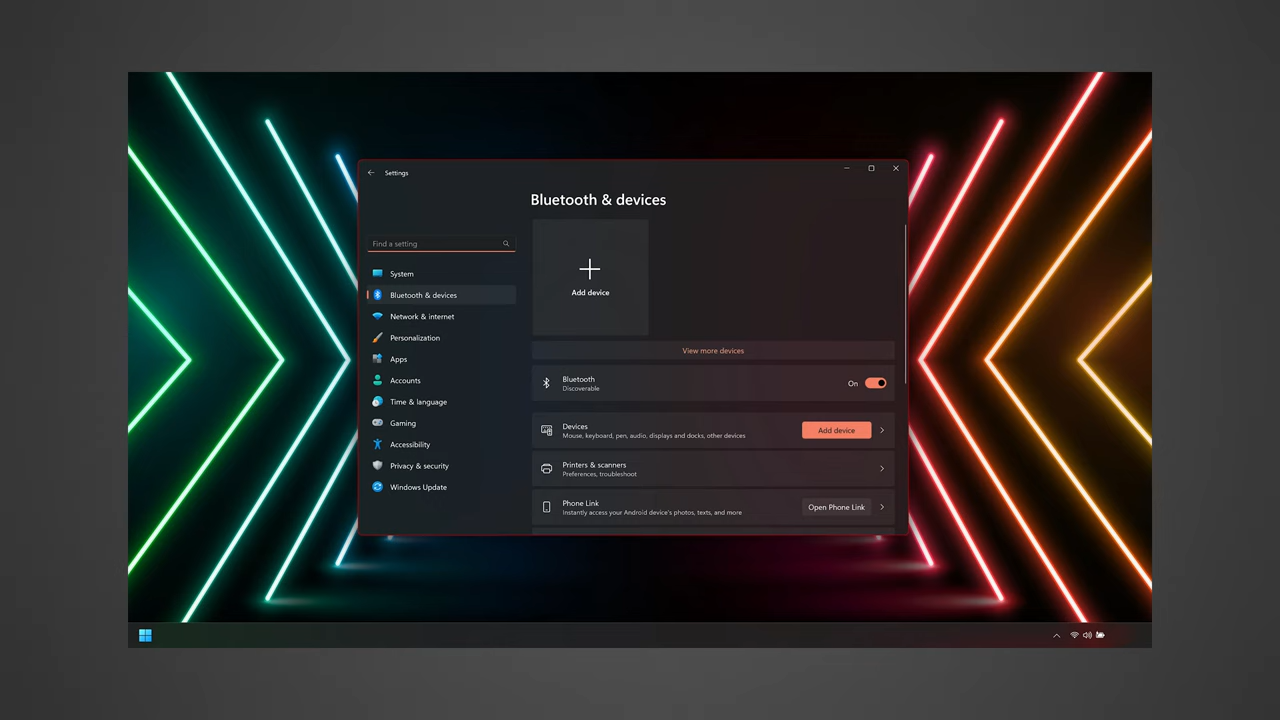 Settings
Bluetooth & devices
Find a setting
System
Bluetooth & devices
Network & internet
Personalization
Apps
Accounts
Time & language
Gaming
Accessibility
Privacy & security
Windows Update
Add device
View more devices
Bluetooth
Discoverable
On
Devices
Mouse, keyboard, pen, audio, displays and docks, other devices
Add device
Printers & scanners
Preferences, troubleshoot
Phone Link
Instantly access your Android device's photos, texts, and more
Open Phone Link